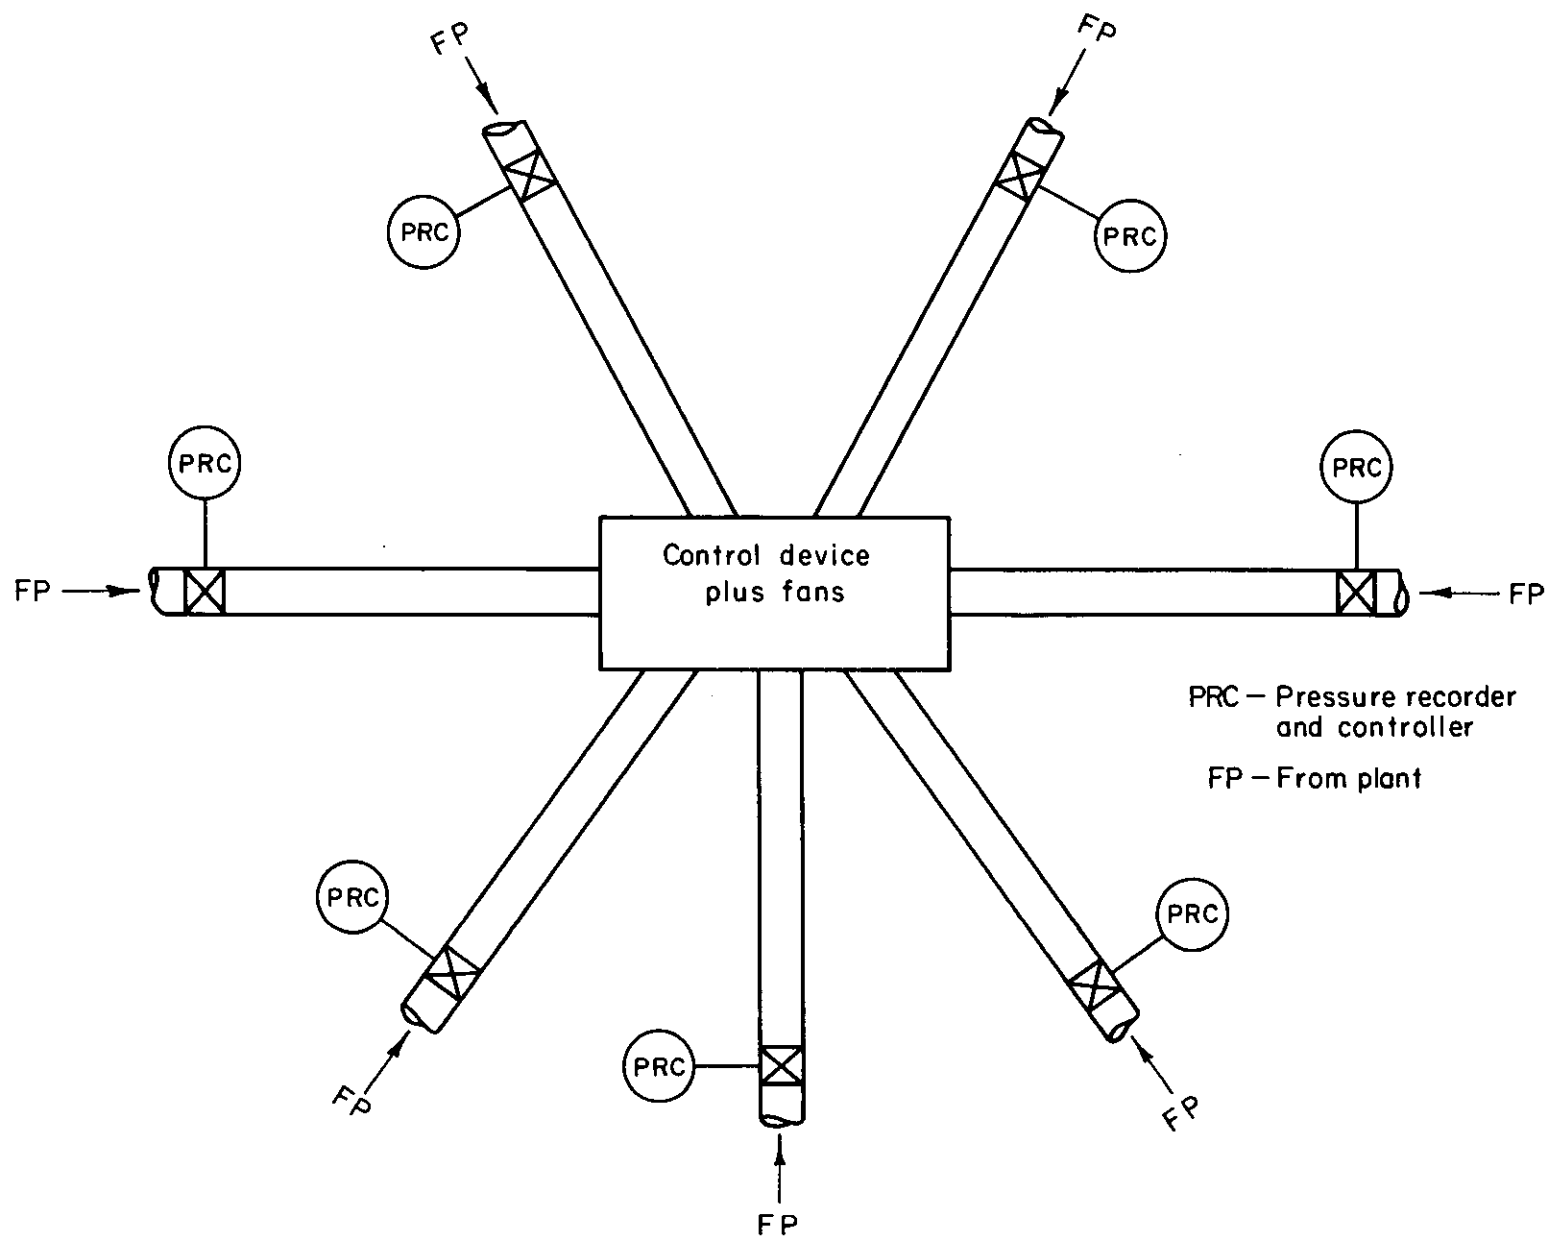 FP
FP
PRC
PRC
PRC
PRC
Control device
plus fans
FP
FP
PRC — Pressure recorder
and controller
FP — From plant
PRC
PRC
PRC
FP
FP
FP